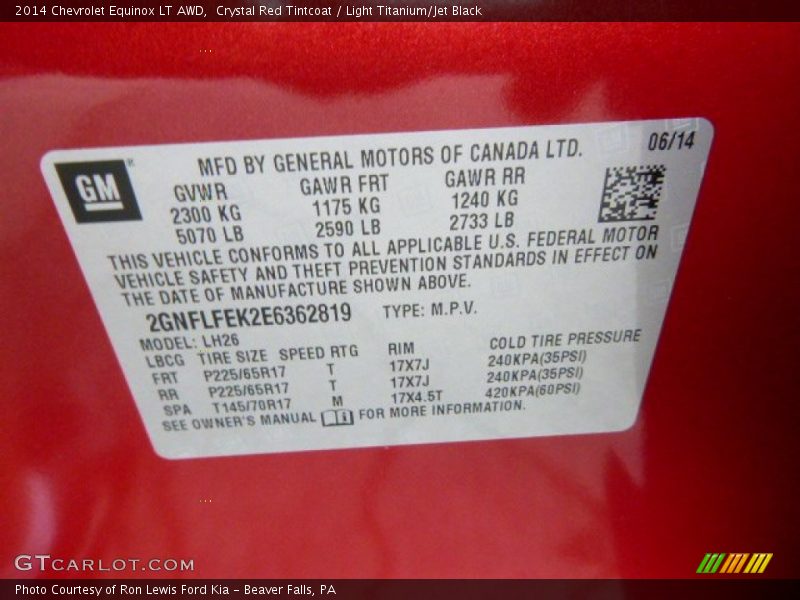 2014 Chevrolet Equinox LT AWD,  Crystal Red Tintcoat / Light Titanium/Jet Black
06/14
GM
MFD BY GENERAL MOTORS OF CANADA LTD.
GVWR GAWR FRT GAWR RR
2300 KG 1175 KG 1240 KG
5070 LB 2590 LB 2733 LB
THIS VEHICLE CONFORMS TO ALL APPLICABLE U.S. FEDERAL MOTOR
VEHICLE SAFETY AND THEFT PREVENTION STANDARDS IN EFFECT ON
THE DATE OF MANUFACTURE SHOWN ABOVE.
2GNFLFEK2E6362819 TYPE: M.P.V.
MODEL: LH26
LBCG TIRE SIZE SPEED RTG RIM COLD TIRE PRESSURE
FRT P225/65R17 T 17X7J 240KPA(35PSI)
RR P225/65R17 T 17X7J 240KPA(35PSI)
SPA T145/70R17 M 17X4.5T 420KPA(60PSI)
SEE OWNER'S MANUAL FOR MORE INFORMATION.
GTCARLOT.COM
Photo Courtesy of Ron Lewis Ford Kia - Beaver Falls, PA